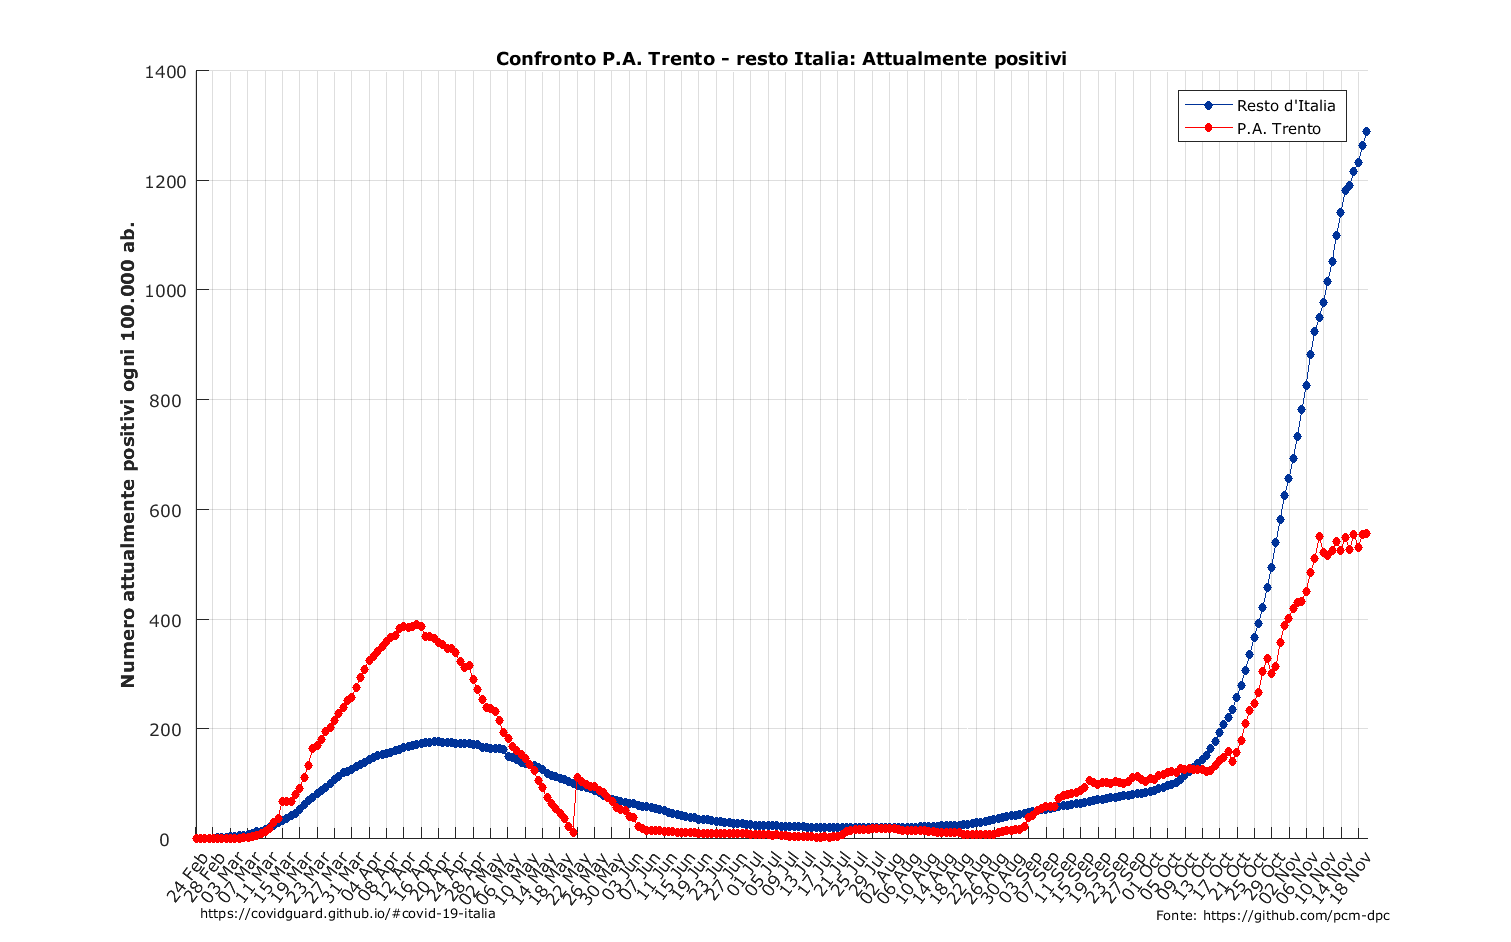 Confronto P.A. Trento - resto Italia: Attualmente positivi
Resto d'Italia
P.A. Trento
Numero attualmente positivi ogni 100.000 ab.
1400
1200
1000
800
600
400
200
0
24 Feb
28 Feb
03 Mar
07 Mar
11 Mar
15 Mar
19 Mar
23 Mar
27 Mar
31 Mar
04 Apr
08 Apr
12 Apr
16 Apr
20 Apr
24 Apr
28 Apr
02 May
06 May
10 May
14 May
18 May
22 May
26 May
30 May
03 Jun
07 Jun
11 Jun
15 Jun
19 Jun
23 Jun
27 Jun
01 Jul
05 Jul
09 Jul
13 Jul
17 Jul
21 Jul
25 Jul
29 Jul
02 Aug
06 Aug
10 Aug
14 Aug
18 Aug
22 Aug
26 Aug
30 Aug
03 Sep
07 Sep
11 Sep
15 Sep
19 Sep
23 Sep
27 Sep
01 Oct
05 Oct
09 Oct
13 Oct
17 Oct
21 Oct
25 Oct
29 Oct
02 Nov
06 Nov
10 Nov
14 Nov
18 Nov
https://covidguard.github.io/#covid-19-italia
Fonte: https://github.com/pcm-dpc